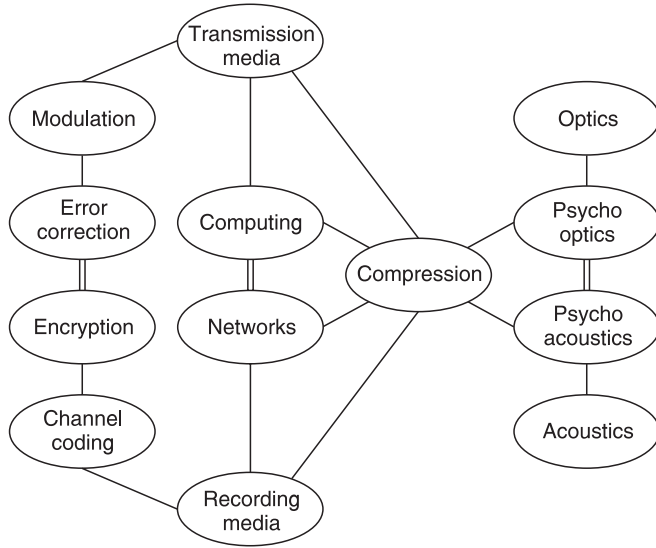 Transmission
media
Modulation
Optics
Error
correction
Computing
Psycho
optics
Compression
Encryption
Networks
Psycho
acoustics
Channel
coding
Acoustics
Recording
media